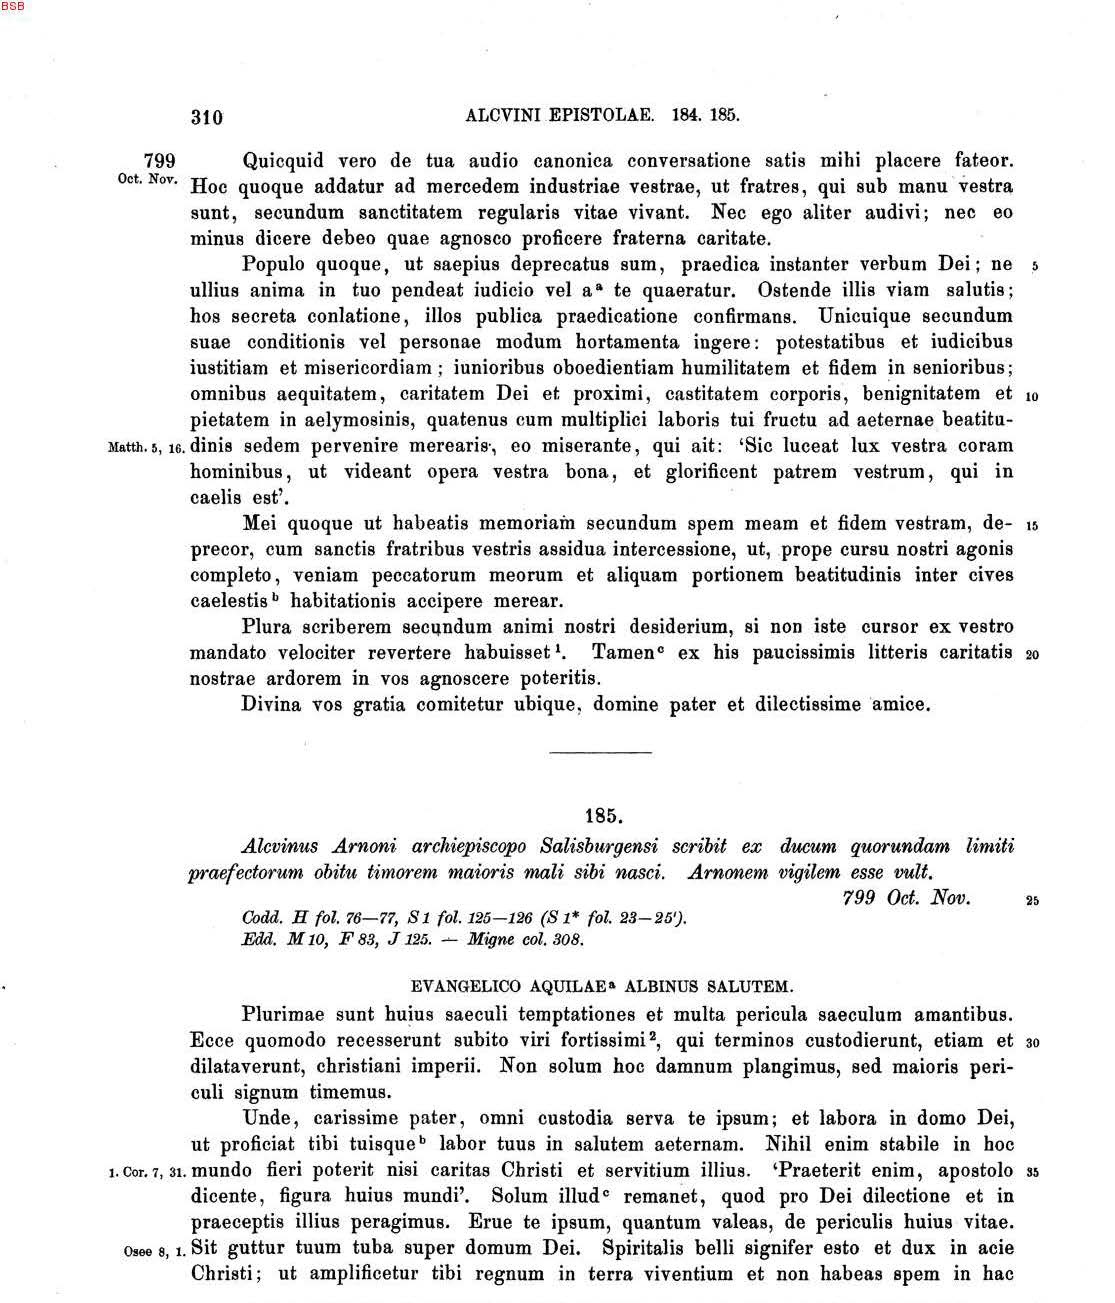 BSB
310 ALCVINI EPISTOLAE. 184. 185.
799 Quicquid vero de tua audio canonica conversatione satis mihi placere fateor.
Oct. Nov. Hoc quoque addatur ad mercedem industriae vestrae, ut fratres, qui sub manu vestra
sunt, secundum sanctitatem regularis vitae vivant. Nec ego aliter audivi; nec eo
minus dicere debeo quae agnosco proficere fraterna caritate.
Populo quoque, ut saepius deprecatus sum, praedica instanter verbum Dei; ne 5
ullius anima in tuo pendeat iudicio vel a ᵃ te quaeratur. Ostende illis viam salutis;
hos secreta conlatione, illos publica praedicatione confirmans. Unicuique secundum
suae conditionis vel personae modum hortamenta ingere: potestatibus et iudicibus
iustitiam et misericordiam; iunioribus oboedientiam humilitatem et fidem in senioribus;
omnibus aequitatem, caritatem Dei et proximi, castitatem corporis, benignitatem et 10
pietatem in aelymosinis, quatenus cum multiplici laboris tui fructu ad aeternae beatitu-
Matth. 5, 16. dinis sedem pervenire merearis, eo miserante, qui ait: ‘Sic luceat lux vestra coram
hominibus, ut videant opera vestra bona, et glorificent patrem vestrum, qui in
caelis est’.
Mei quoque ut habeatis memoriam secundum spem meam et fidem vestram, de- 15
precor, cum sanctis fratribus vestris assidua intercessione, ut, prope cursu nostri agonis
completo, veniam peccatorum meorum et aliquam portionem beatitudinis inter cives
caelestis ᵇ habitationis accipere merear.
Plura scriberem secundum animi nostri desiderium, si non iste cursor ex vestro
mandato velociter revertere habuisset ¹. Tamen ᶜ ex his paucissimis litteris caritatis 20
nostrae ardorem in vos agnoscere poteritis.
Divina vos gratia comitetur ubique, domine pater et dilectissime amice.
185.
Alcvinus Arnoni archiepiscopo Salisburgensi scribit ex ducum quorundam limiti
praefectorum obitu timorem maioris mali sibi nasci. Arnonem vigilem esse vult.
799 Oct. Nov. 25
Codd. H fol. 76—77, S 1 fol. 125—126 (S 1* fol. 23—25').
Edd. M 10, F 83, J 125. — Migne col. 308.
EVANGELICO AQUILAE ᵃ ALBINUS SALUTEM.
Plurimae sunt huius saeculi temptationes et multa pericula saeculum amantibus.
Ecce quomodo recesserunt subito viri fortissimi ², qui terminos custodierunt, etiam et 30
dilataverunt, christiani imperii. Non solum hoc damnum plangimus, sed maioris peri-
culi signum timemus.
Unde, carissime pater, omni custodia serva te ipsum; et labora in domo Dei,
ut proficiat tibi tuisque ᵇ labor tuus in salutem aeternam. Nihil enim stabile in hoc
1. Cor. 7, 31. mundo fieri poterit nisi caritas Christi et servitium illius. ‘Praeterit enim, apostolo 35
dicente, figura huius mundi’. Solum illud ᶜ remanet, quod pro Dei dilectione et in
praeceptis illius peragimus. Erue te ipsum, quantum valeas, de periculis huius vitae.
Osee 8, 1. Sit guttur tuum tuba super domum Dei. Spiritalis belli signifer esto et dux in acie
Christi; ut amplificetur tibi regnum in terra viventium et non habeas spem in hac